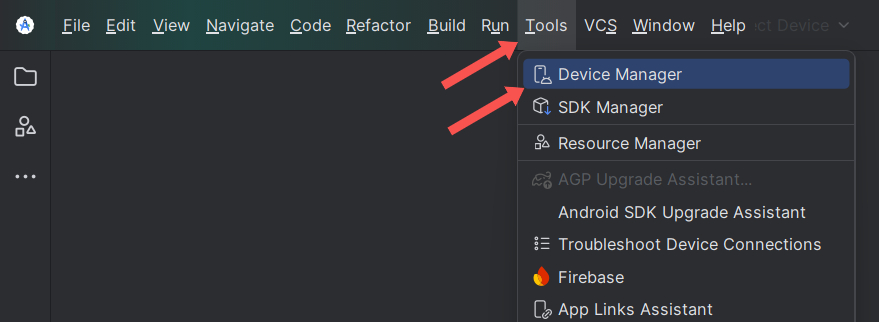 File Edit View Navigate Code Refactor Build Run Tools VCS Window Help ect Device
Device Manager
SDK Manager
Resource Manager
AGP Upgrade Assistant...
Android SDK Upgrade Assistant
Troubleshoot Device Connections
Firebase
App Links Assistant